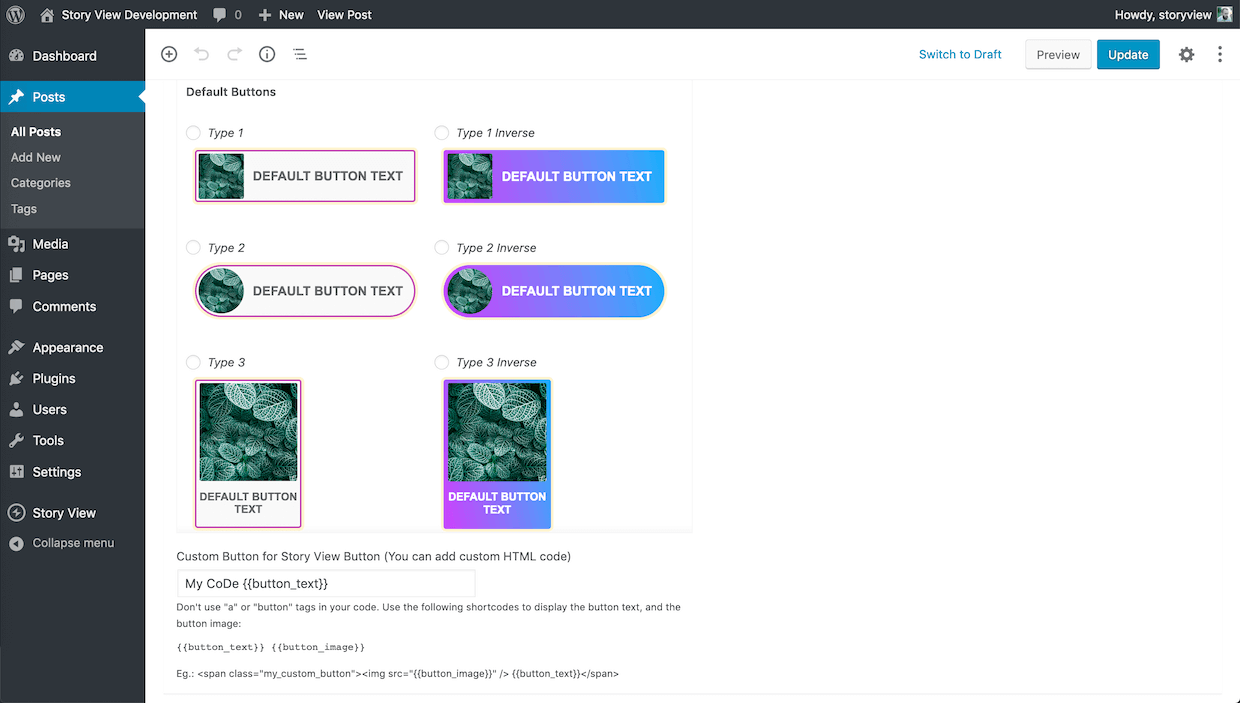 Story View Development 0 New View Post Howdy, storyview
Dashboard
Posts
All Posts
Add New
Categories
Tags
Media
Pages
Comments
Appearance
Plugins
Users
Tools
Settings
Story View
Collapse menu
Switch to Draft Preview Update
Default Buttons
Type 1 Type 1 Inverse
DEFAULT BUTTON TEXT DEFAULT BUTTON TEXT
Type 2 Type 2 Inverse
DEFAULT BUTTON TEXT DEFAULT BUTTON TEXT
Type 3 Type 3 Inverse
DEFAULT BUTTON DEFAULT BUTTON
TEXT TEXT
Custom Button for Story View Button (You can add custom HTML code)
My CoDe {{button_text}}
Don't use "a" or "button" tags in your code. Use the following shortcodes to display the button text, and the
button image:
{{button_text}} {{button_image}}
Eg.: <span class="my_custom_button"><img src="{{button_image}}" /> {{button_text}}</span>